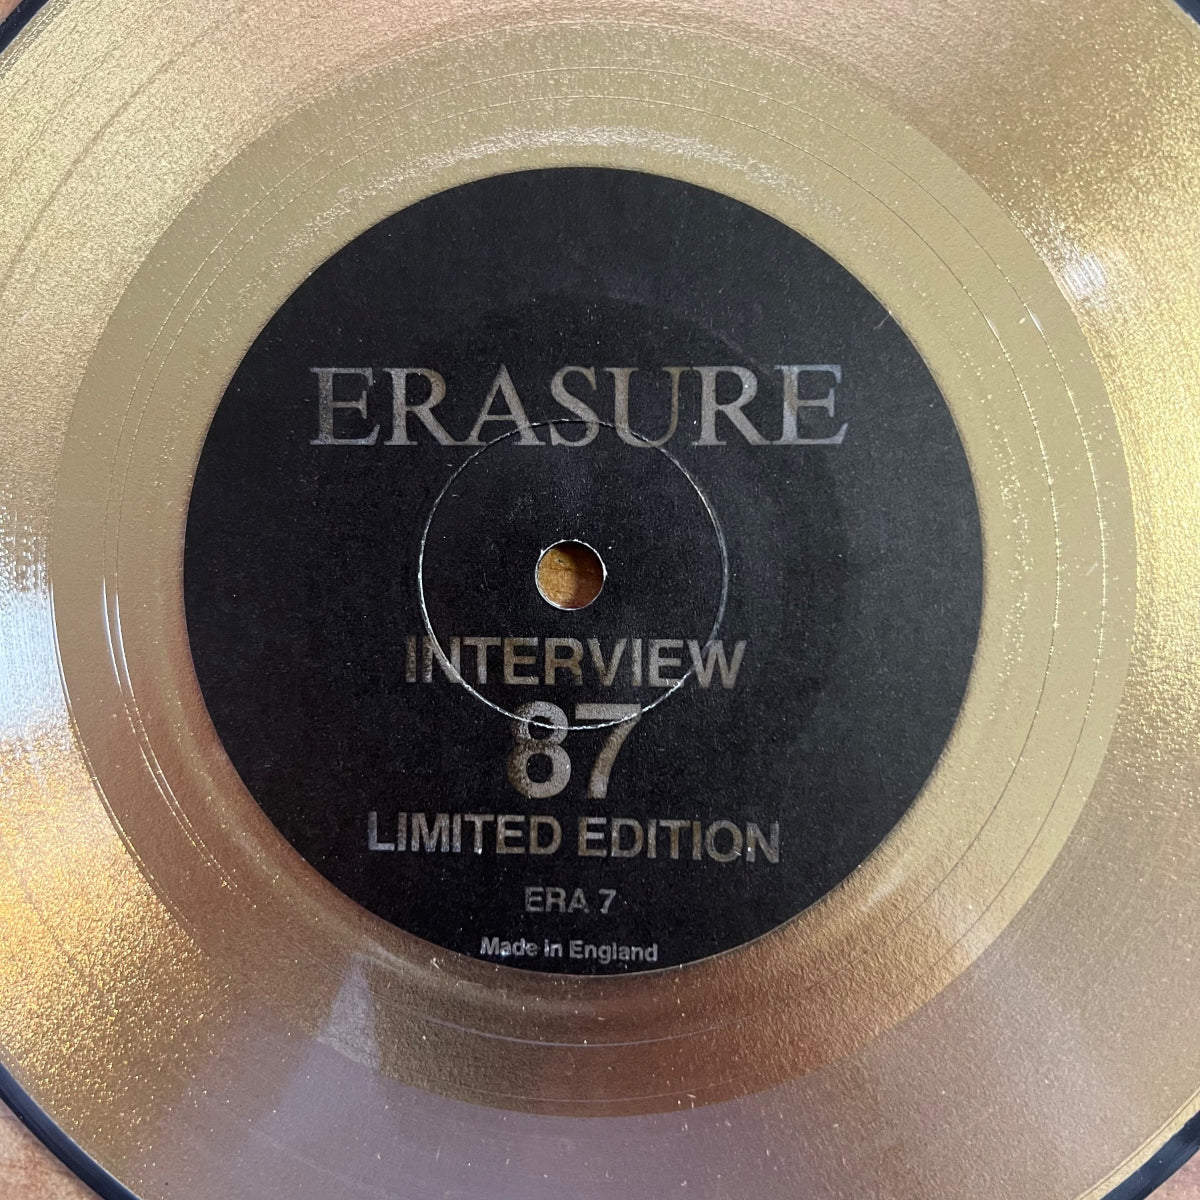 ERASURE
INTERVIEW
87
LIMITED EDITION
ERA 7
Made in England